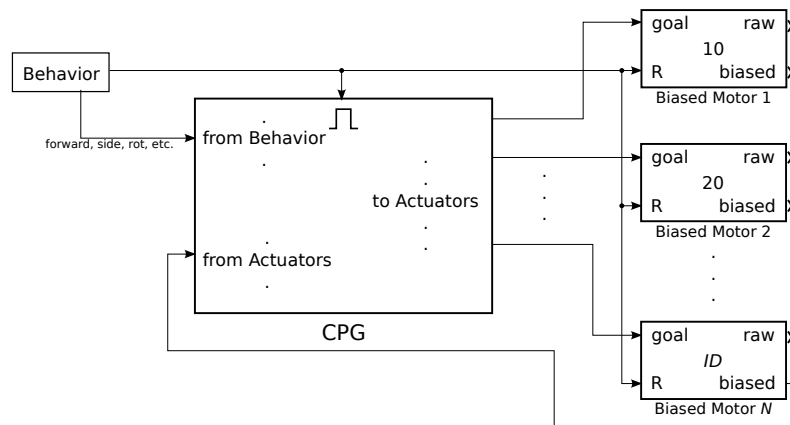 Behavior
forward, side, rot, etc.
from Behavior
to Actuators
from Actuators
CPG
goal raw
10
R biased
Biased Motor 1
goal raw
20
R biased
Biased Motor 2
goal raw
ID
R biased
Biased Motor N